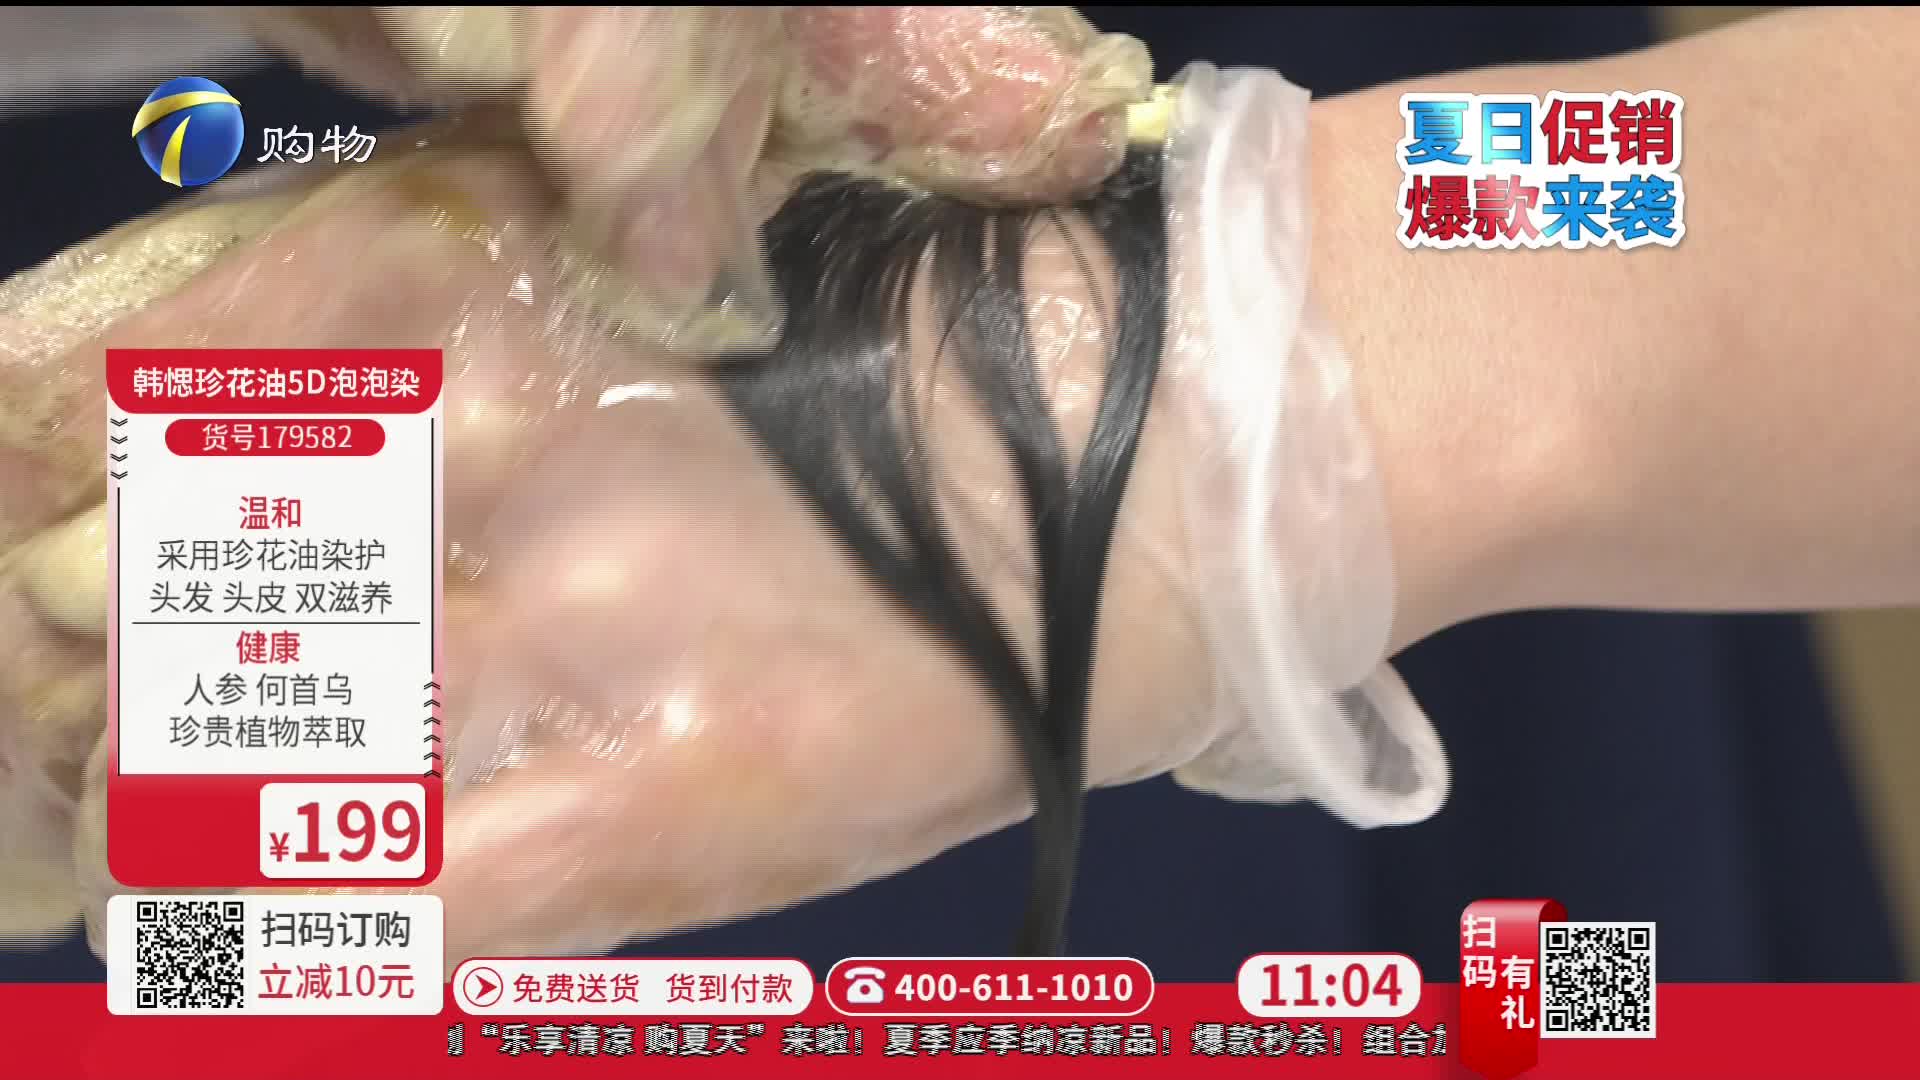 购物
夏日促销
爆款来袭
韩愢珍花油5D泡泡染
货号179582
温和
采用珍花油染护
头发 头皮 双滋养
健康
人参 何首乌
珍贵植物萃取
¥199
扫码订购
立减10元
免费送货 货到付款
400-611-1010
11:04
扫码有礼
“乐享清凉 购夏天”来啦！夏季应季纳凉新品！爆款秒杀！组合